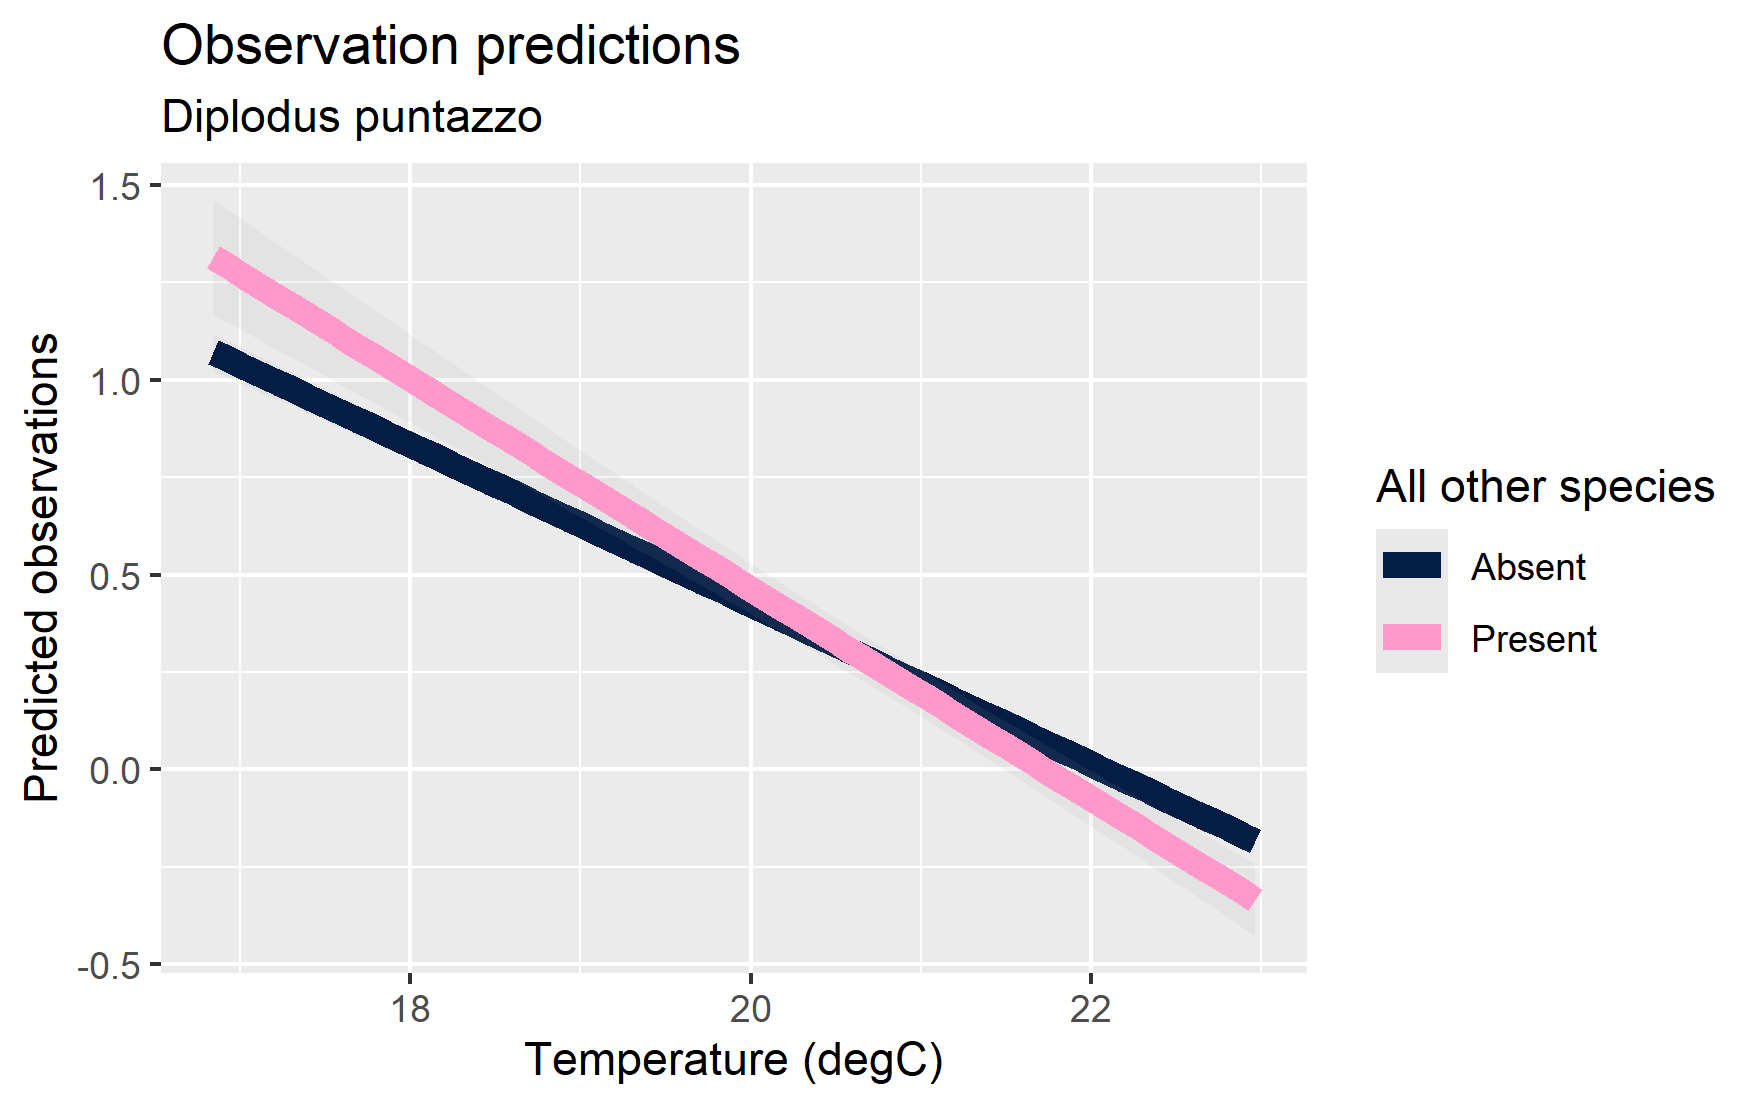 Observation predictions
Diplodus puntazzo
1.5
1.0
0.5
0.0
-0.5
Predicted observations
18
20
22
Temperature (degC)
All other species
Absent
Present